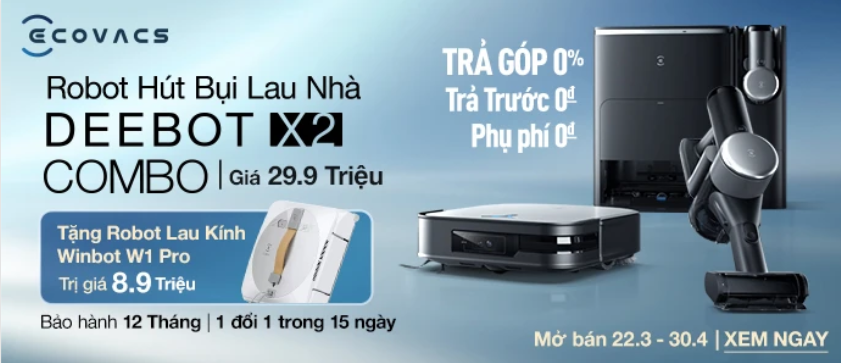 ECOVACS
Robot Hút Bụi Lau Nhà
DEEBOT X2
COMBO | Giá 29.9 Triệu
Tặng Robot Lau Kính
Winbot W1 Pro
Trị giá 8.9 Triệu
Bảo hành 12 Tháng | 1 đổi 1 trong 15 ngày
TRẢ GÓP 0%
Trả Trước 0đ
Phụ phí 0đ
Mở bán 22.3 - 30.4 | XEM NGAY